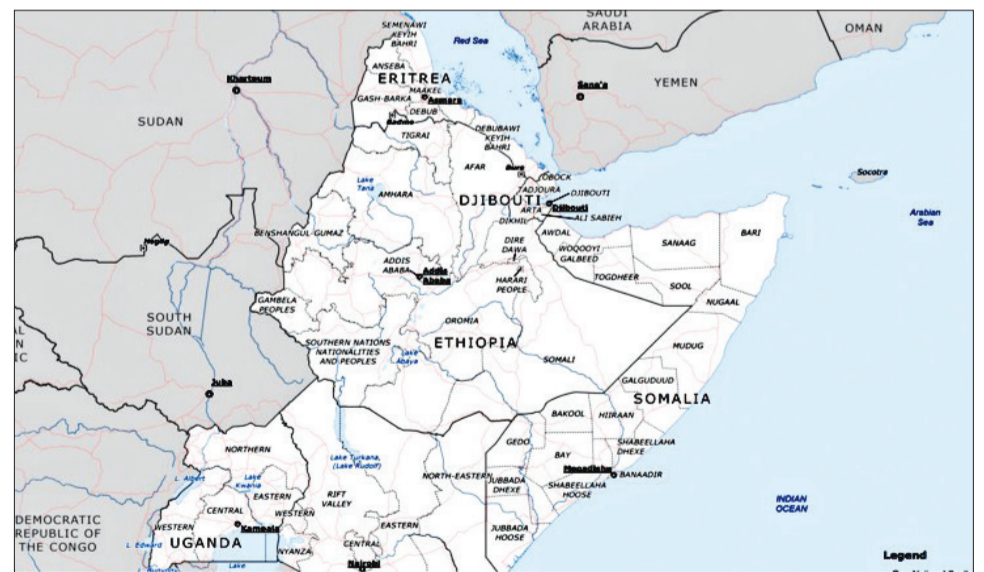 SAUDI
ARABIA
OMAN
SEMENAWI
KEYIH
BAHRI
Red Sea
ANSEBA
ERITREA
Khartoum
MAAKEL
Asmara
GASH-BARKA
DEBUB
Badme
Sana'a
YEMEN
SUDAN
TIGRAI
DEBUBAWI
KEYIH
BAHRI
AFAR
Bure
OBOCK
Socotra
Lake
Tana
AMHARA
TADJOURA
DJIBOUTI
DJIBOUTI
ARTA
Djibouti
ALI SABIEH
DIKHIL
Arabian
Sea
BENSHANGUL-GUMAZ
Heglig
DIRE
DAWA
AWDAL
WOQOOYI
GALBEED
SANAAG
BARI
ADDIS
ABABA
Addis
Ababa
HARARI
PEOPLE
TOGDHEER
SOOL
NUGAAL
GAMBELA
PEOPLES
SOUTH
SUDAN
OROMIA
SOUTHERN NATIONS
NATIONALITIES
AND PEOPLES
ETHIOPIA
Lake
Abaya
SOMALI
MUDUG
Juba
GALGUDUUD
SOMALIA
BAKOOL
HIIRAAN
NORTHERN
GEDO
BAY
SHABEELLAHA
DHEXE
Lake Turkana,
(Lake Rudolf)
NORTH-EASTERN
Mogadishu
BANAADIR
L. Albert
Lake
Kwania
JUBBADA
DHEXE
SHABEELLAHA
HOOSE
EASTERN
RIFT
VALLEY
INDIAN
OCEAN
CENTRAL
WESTERN
DEMOCRATIC
REPUBLIC OF
THE CONGO
WESTERN
Kampala
EASTERN
JUBBADA
HOOSE
L. Edward
UGANDA
NYANZA
CENTRAL
Legend
Lake
Nairobi